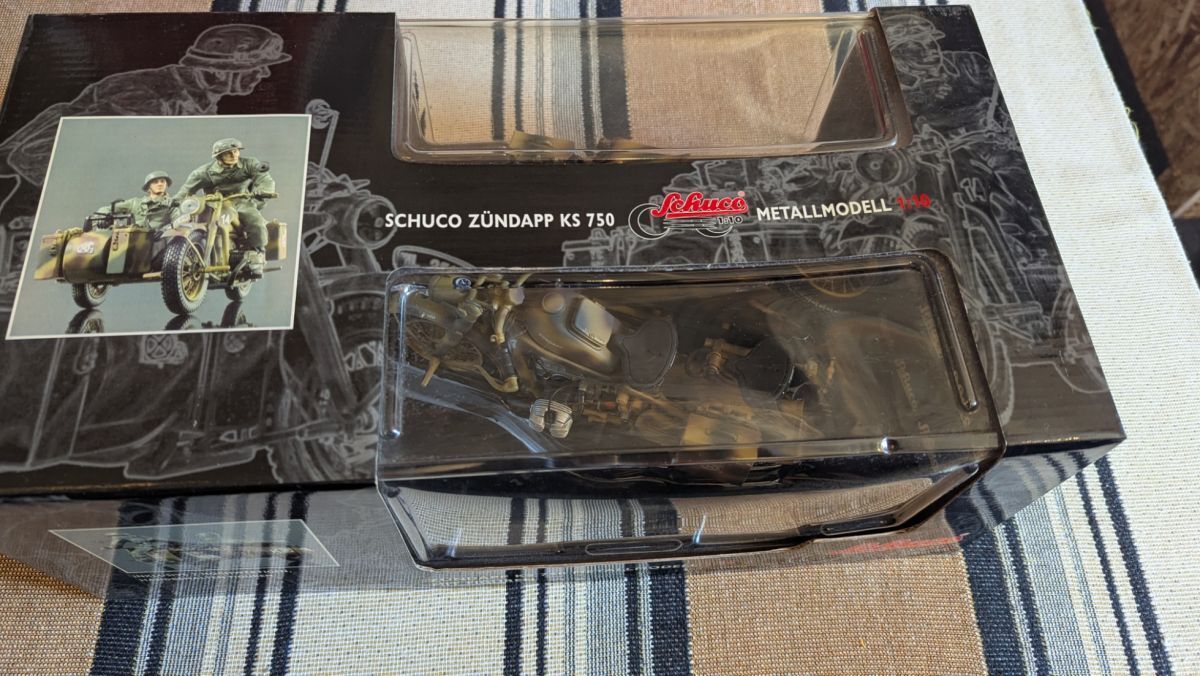 SCHUCO ZÜNDAPP KS 750 Schuco 1:10 METALLMODELL 1:10